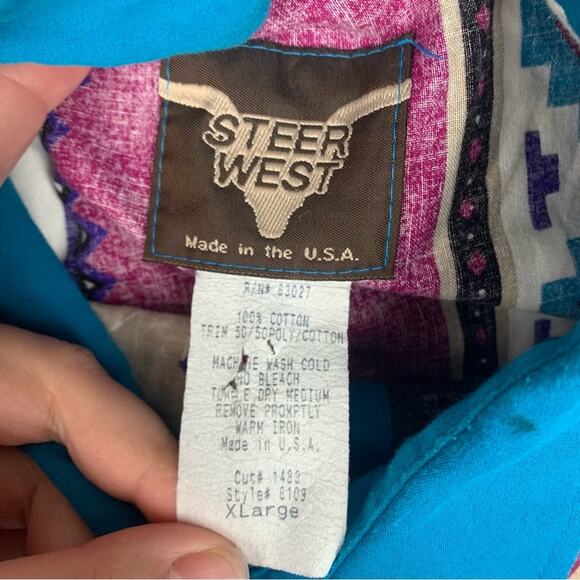 STEER
WEST
Made in the U.S.A.
R/N# 83027
100% COTTON
TRIM 50/50POLY/COTTON
MACHINE WASH COLD
NO BLEACH
TUMBLE DRY MEDIUM
REMOVE PROMPTLY
WARM IRON
Made in U.S.A.
Cut# 1483
Style# 8109
XLarge